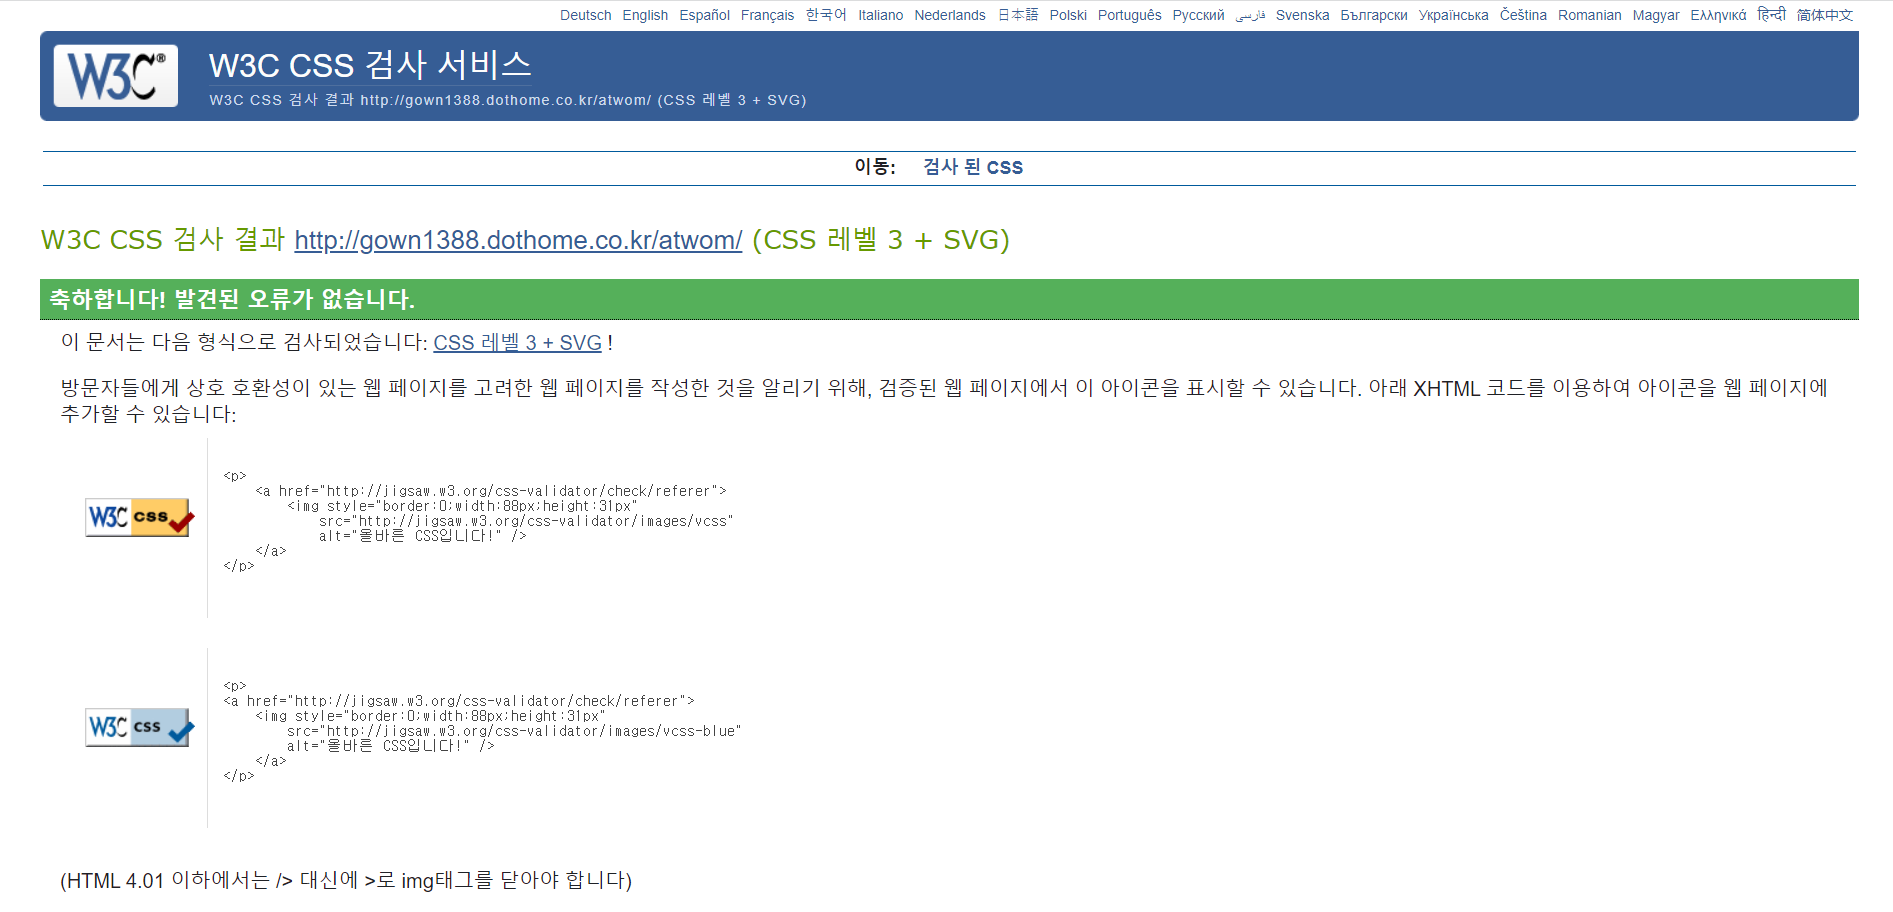 Deutsch English Español Français 한국어 Italiano Nederlands 日本語 Polski Português Русский فارسی Svenska Български Українська Čeština Romanian Magyar Ελληνικά हिन्दी 简体中文
W3C®
W3C CSS 검사 서비스
W3C CSS 검사 결과 http://gown1388.dothome.co.kr/atwom/ (CSS 레벨 3 + SVG)
이동: 검사 된 CSS
W3C CSS 검사 결과 http://gown1388.dothome.co.kr/atwom/ (CSS 레벨 3 + SVG)
축하합니다! 발견된 오류가 없습니다.
이 문서는 다음 형식으로 검사되었습니다: CSS 레벨 3 + SVG !
방문자들에게 상호 호환성이 있는 웹 페이지를 고려한 웹 페이지를 작성한 것을 알리기 위해, 검증된 웹 페이지에서 이 아이콘을 표시할 수 있습니다. 아래 XHTML 코드를 이용하여 아이콘을 웹 페이지에
추가할 수 있습니다:
W3C css
<p>
<a href="http://jigsaw.w3.org/css-validator/check/referer">
<img style="border:0;width:88px;height:31px"
src="http://jigsaw.w3.org/css-validator/images/vcss"
alt="올바른 CSS입니다!" />
</a>
</p>
W3C css
<p>
<a href="http://jigsaw.w3.org/css-validator/check/referer">
<img style="border:0;width:88px;height:31px"
src="http://jigsaw.w3.org/css-validator/images/vcss-blue"
alt="올바른 CSS입니다!" />
</a>
</p>
(HTML 4.01 이하에서는 /> 대신에 >로 img태그를 닫아야 합니다)